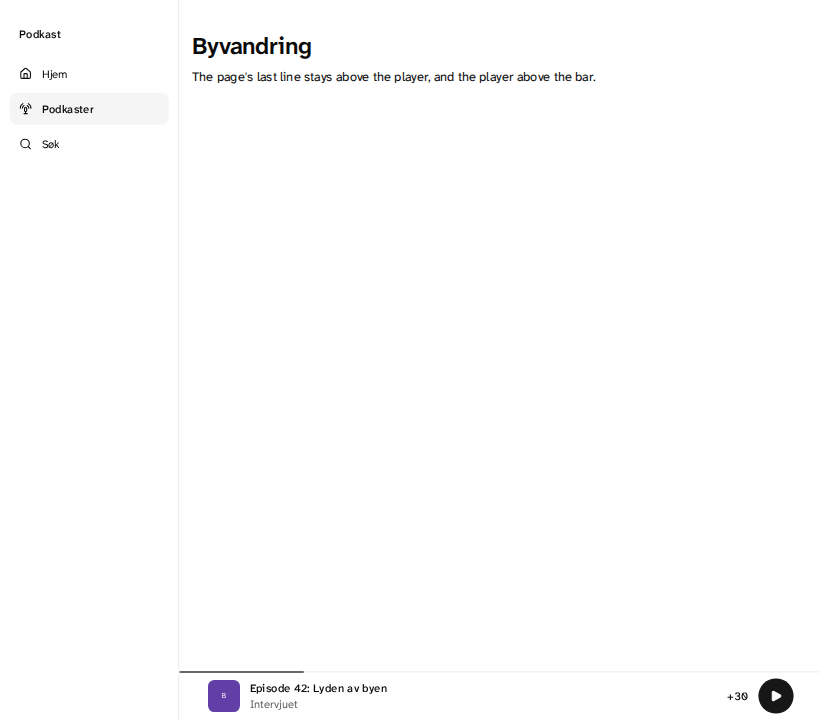 Podkast
Hjem
Podkaster
Søk
Byvandring
The page's last line stays above the player, and the player above the bar.
B
Episode 42: Lyden av byen
Intervjuet
+30